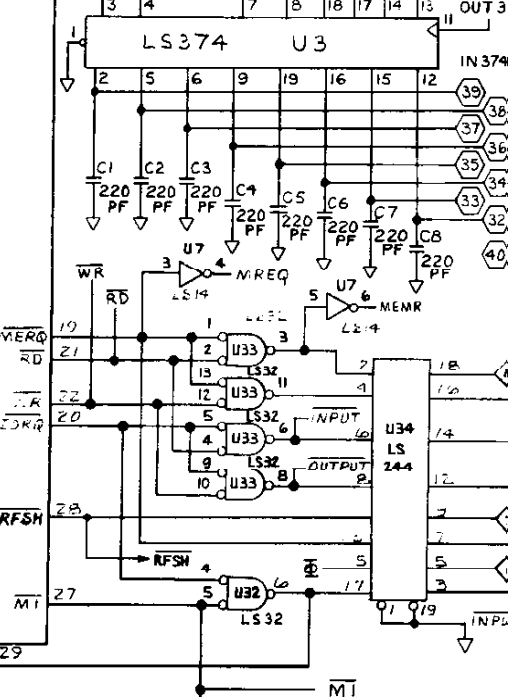 3 4 7 8 18 17 14 13
1 11 OUT 3
LS374 U3
IN 374
2 5 6 9 19 16 15 12
39
38
37
36
35
34
33
32
40
C1 C2 C3 C4 C5 C6 C7 C8
220 PF 220 PF 220 PF 220 PF 220 PF 220 PF 220 PF 220 PF
U7
3 4 MREQ
LS14
WR
RD
U7
5 6 MEMR
LS14
19 1 3
RD 21 2 U33 LS32
13 U33 11
22 12 LS32
20 5 U33 6 INPUT
4 LS32
9 U33 8 OUTPUT
10
2 18
4 16
6 U34 14
LS
8 244 12
RFSH 28
RFSH
5 5
17 3
4 U32 6
M1 27 5 LS32
1 19
29
M1